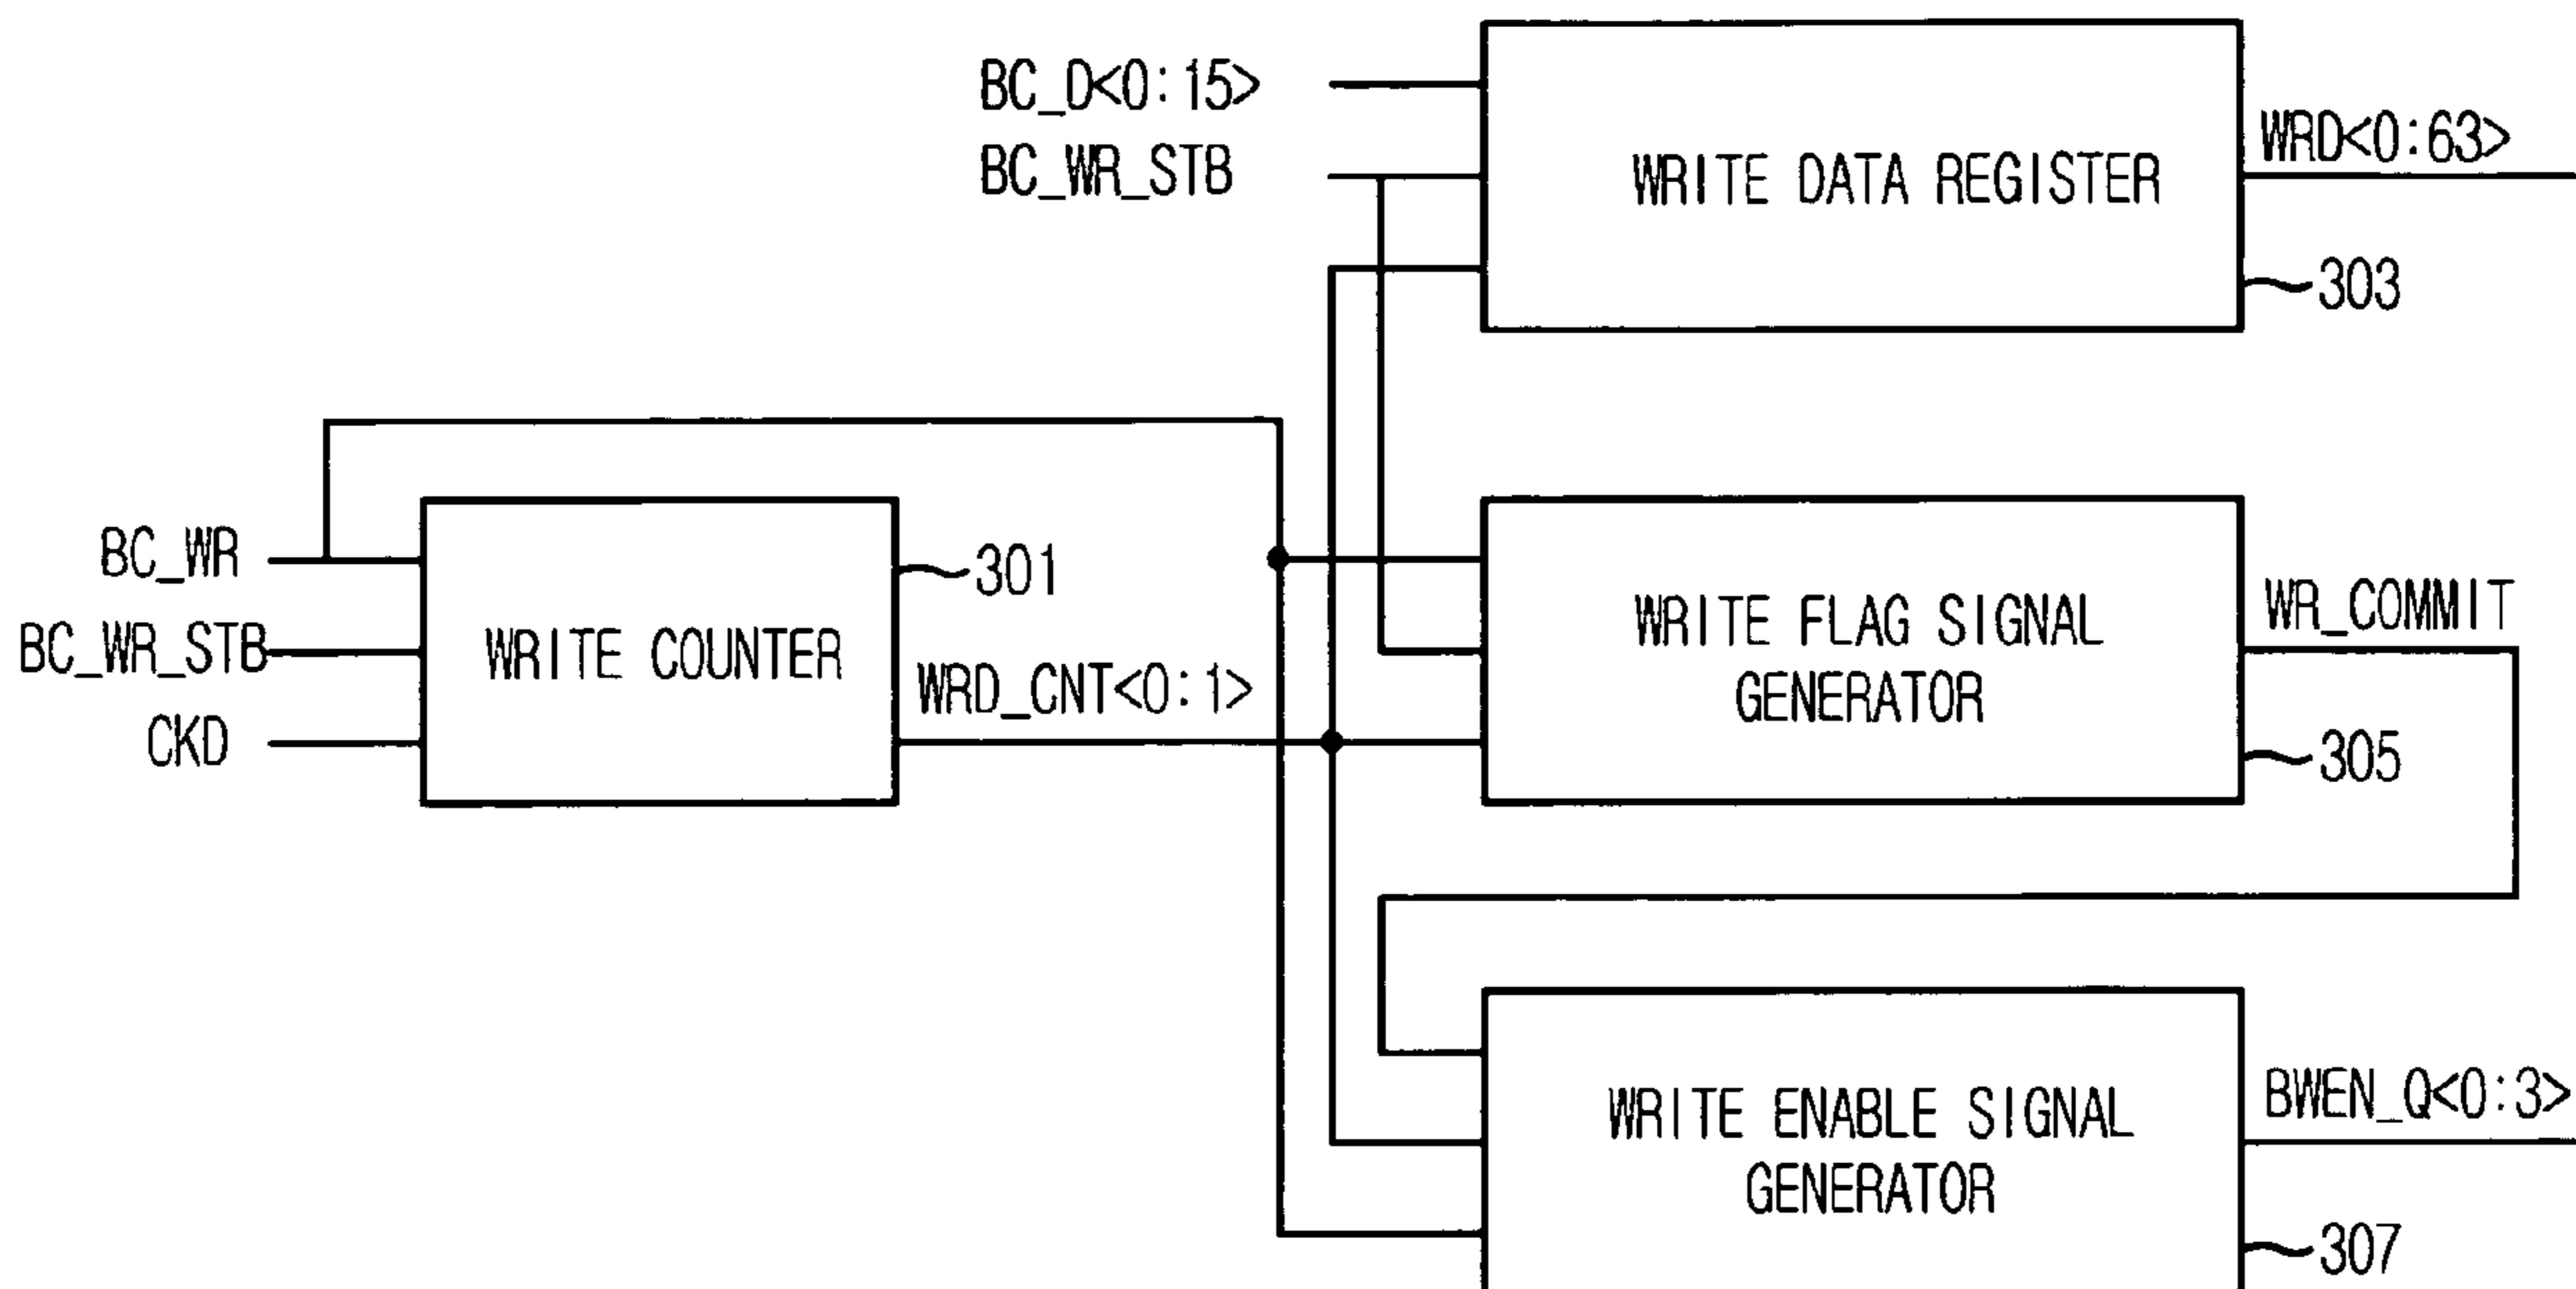 BC_D<0:15>
BC_WR_STB
WRITE DATA REGISTER
WRD<0:63>
303
BC_WR
BC_WR_STB
CKD
WRITE COUNTER
301
WRD_CNT<0:1>
WRITE FLAG SIGNAL
GENERATOR
WR_COMMIT
305
WRITE ENABLE SIGNAL
GENERATOR
BWEN_Q<0:3>
307